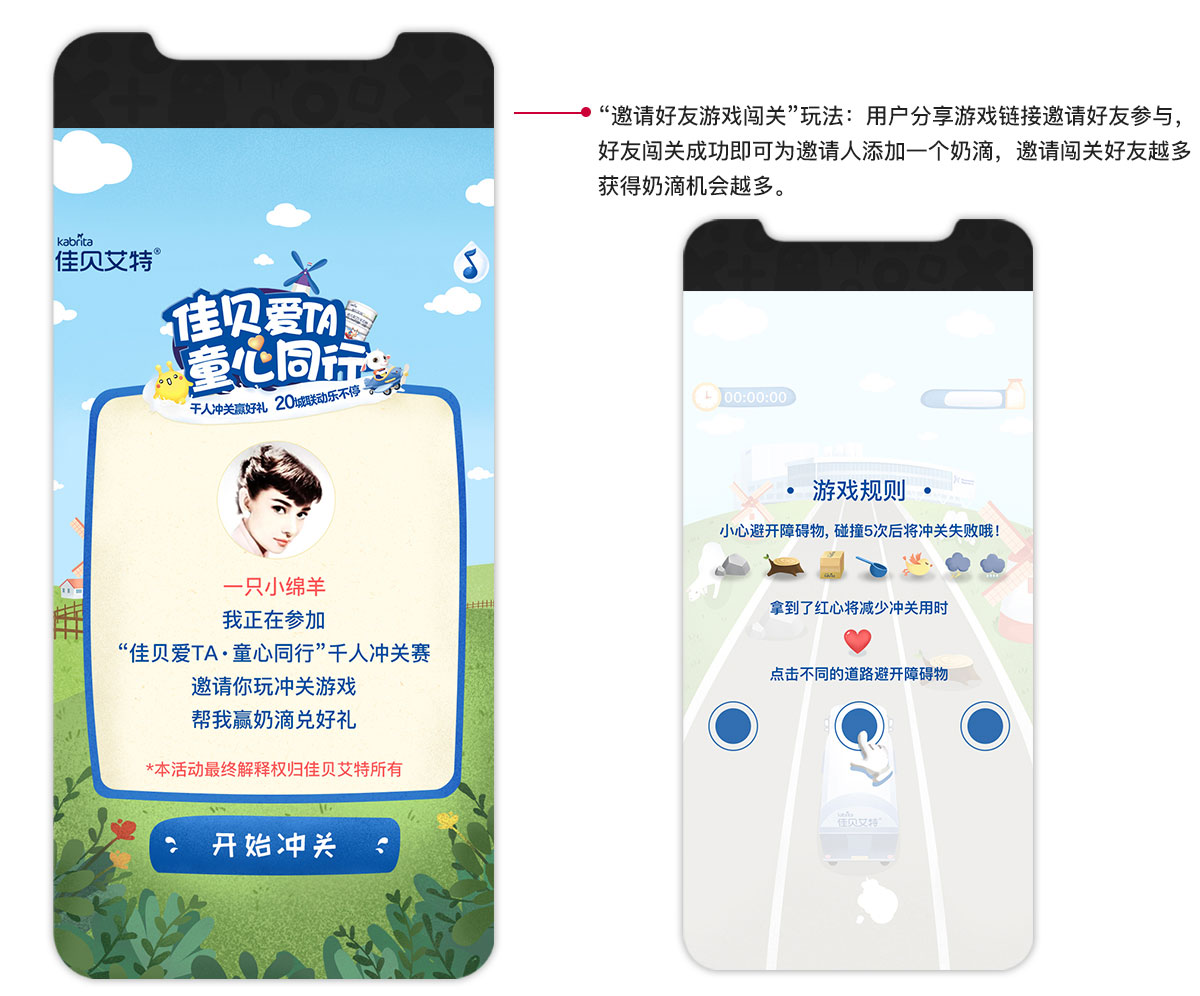 “邀请好友游戏闯关”玩法：用户分享游戏链接邀请好友参与，
好友闯关成功即可为邀请人添加一个奶滴，邀请闯关好友越多
获得奶滴机会越多。
kabrita
佳贝艾特®
佳贝爱TA
童心同行
千人冲关赢好礼 20城联动乐不停
一只小绵羊
我正在参加
“佳贝爱TA·童心同行”千人冲关赛
邀请你玩冲关游戏
帮我赢奶滴兑好礼
*本活动最终解释权归佳贝艾特所有
开始冲关
00:00:00
• 游戏规则 •
小心避开障碍物, 碰撞5次后将冲关失败哦!
拿到了红心将减少冲关用时
点击不同的道路避开障碍物
kabrita
佳贝艾特